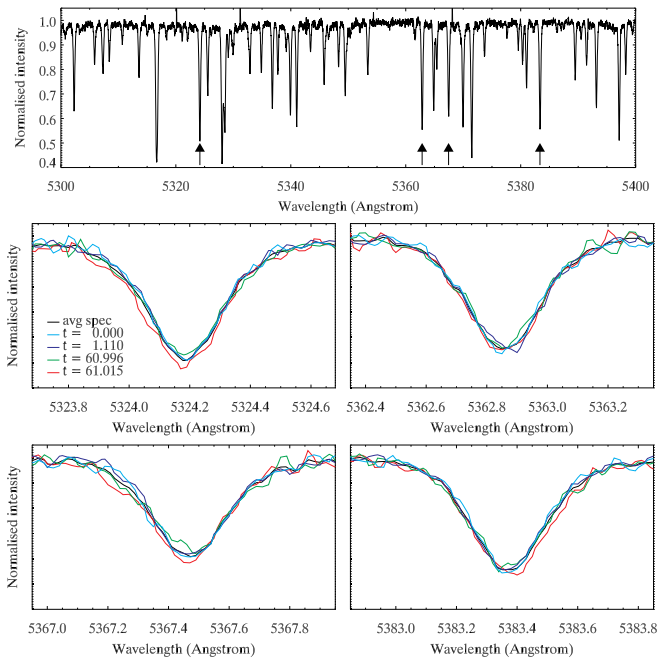 Normalised intensity
1.0
0.9
0.8
0.7
0.6
0.5
0.4
5300 5320 5340 5360 5380 5400
Wavelength (Angstrom)
Normalised intensity
avg spec
t = 0.000
t = 1.110
t = 60.996
t = 61.015
5323.8 5324.0 5324.2 5324.4 5324.6
Wavelength (Angstrom)
5362.4 5362.6 5362.8 5363.0 5363.2
Wavelength (Angstrom)
Normalised intensity
5367.0 5367.2 5367.4 5367.6 5367.8
Wavelength (Angstrom)
5383.0 5383.2 5383.4 5383.6 5383.8
Wavelength (Angstrom)